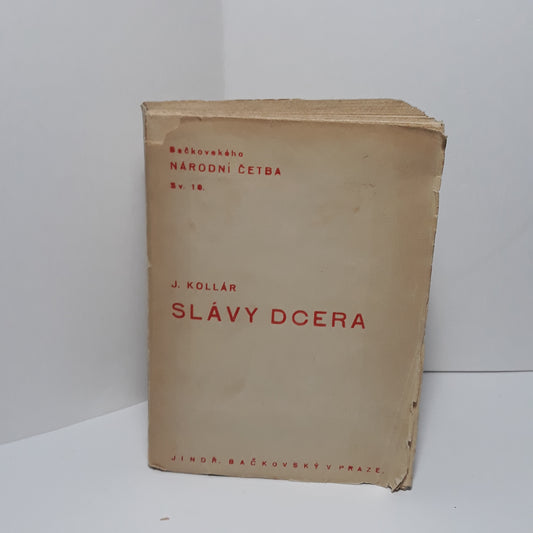 Bačkovského
NÁRODNÍ ČETBA
Sv. 18.
J. KOLLÁR
SLÁVY DCERA
JINDŘ. BAČKOVSKÝ V PRAZE.